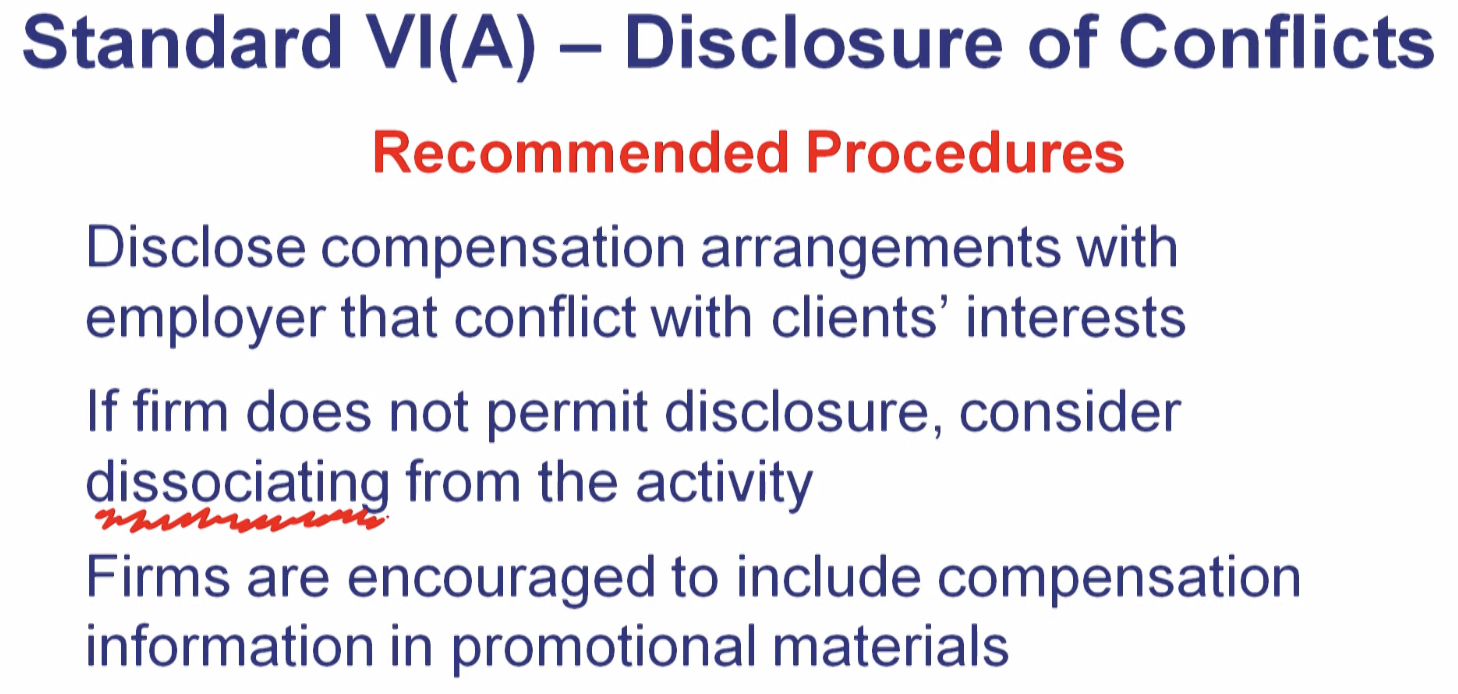 Standard VI(A) – Disclosure of Conflicts
Recommended Procedures
Disclose compensation arrangements with
employer that conflict with clients’ interests
If firm does not permit disclosure, consider
dissociating from the activity
Firms are encouraged to include compensation
information in promotional materials